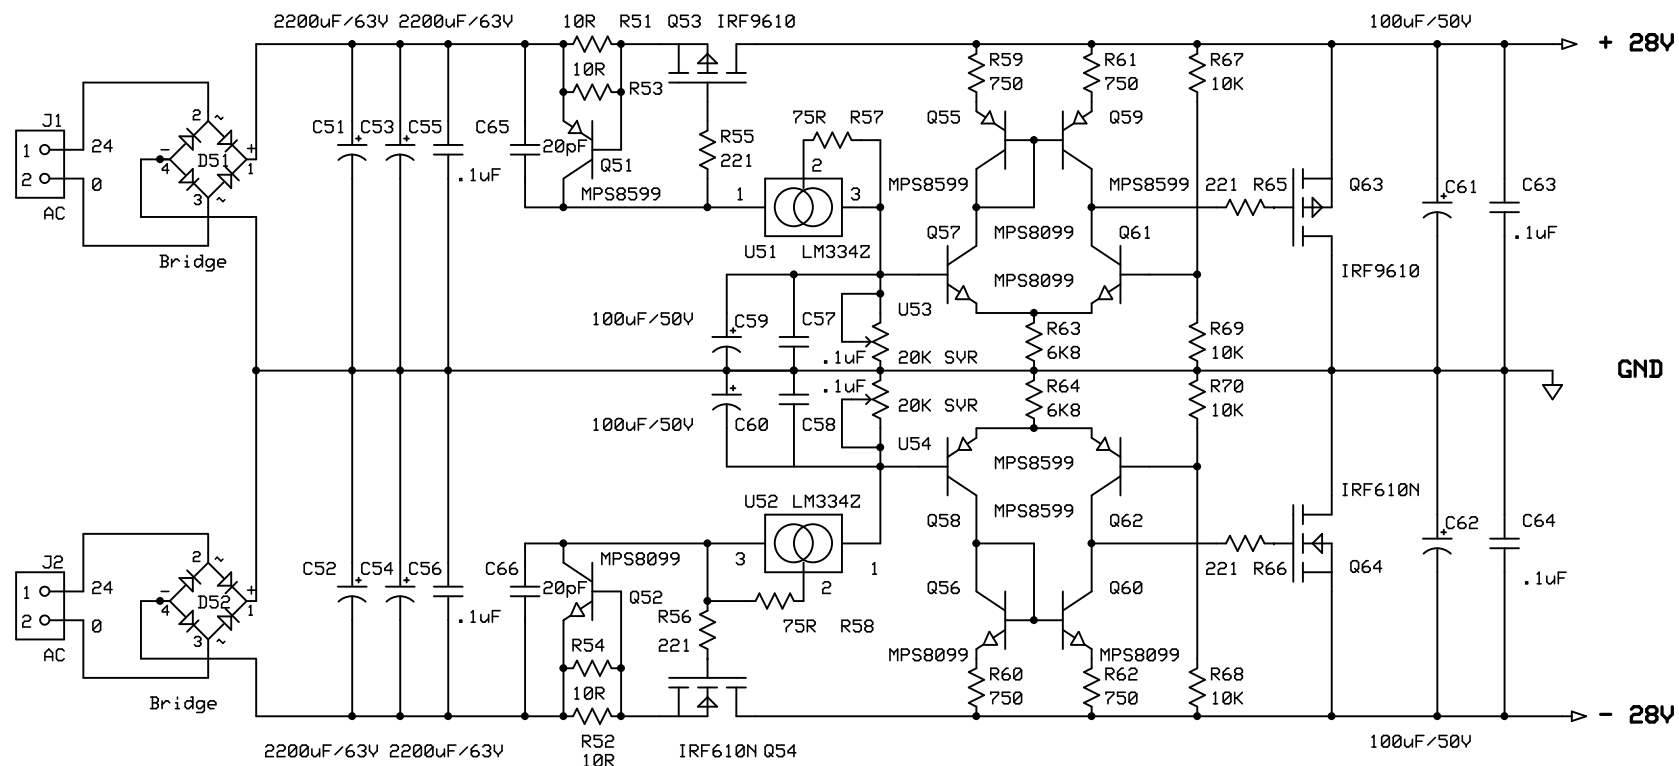 2200uF/63V 2200uF/63V 10R R51 Q53 IRF9610 100uF/50V
+ 28V
10R R53
R59 750
R61 750
R67 10K
J1
1 24
2 0
AC
2 ~
- + D51
4 1
3 ~
Bridge
C51 + C53 + C55 C65
.1uF
20pF
Q51
MPS8599
R55 221
75R R57
2
1 3
U51 LM334Z
Q55 Q59
MPS8599 MPS8599
221 R65 Q63
IRF9610
+ C61 C63
.1uF
Q57 MPS8099 Q61
MPS8099
100uF/50V + C59 C57
.1uF
U53
20K SVR
R63 6K8
R69 10K
GND
100uF/50V + C60 C58
.1uF
20K SVR
U54
R64 6K8
R70 10K
MPS8599
Q58 MPS8599 Q62
IRF610N
221 R66 Q64
+ C62 C64
.1uF
U52 LM334Z
3 1
2
75R R58
R56 221
J2
1 24
2 0
AC
2 ~
- + D52
4 1
3 ~
Bridge
C52 + C54 + C56 C66
.1uF
MPS8099
20pF
Q52
R54
10R
Q56 Q60
MPS8099 MPS8099
R60 750
R62 750
R68 10K
- 28V
2200uF/63V 2200uF/63V R52 10R IRF610N Q54 100uF/50V